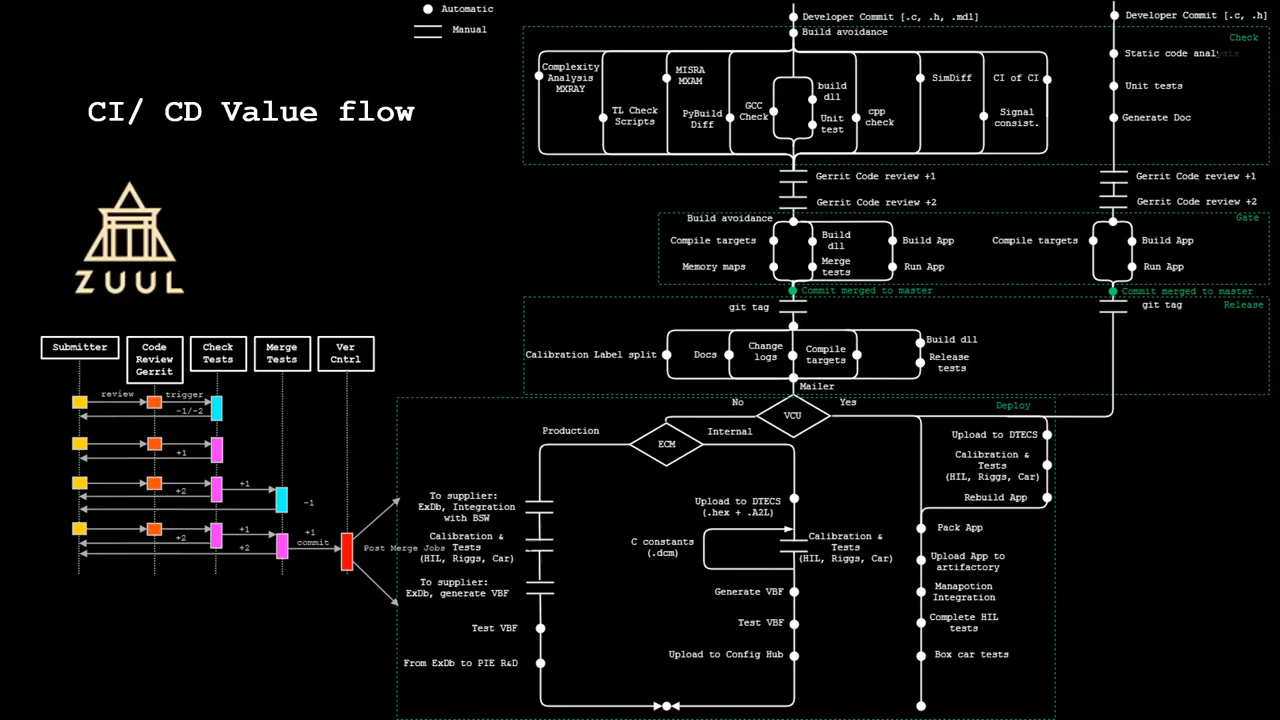 Automatic
Manual
CI/ CD Value flow
ZUUL
Developer Commit [.c, .h, .mdl]
Build avoidance
Developer Commit [.c, .h]
Check
Static code analysis
Unit tests
Generate Doc
Complexity
Analysis
MXRAY
TL Check
Scripts
MISRA
MXAM
PyBuild
Diff
GCC
Check
build
dll
Unit
test
cpp
check
SimDiff
CI of CI
Signal
consist.
Gerrit Code review +1
Gerrit Code review +2
Gerrit Code review +1
Gerrit Code review +2
Gate
Build avoidance
Compile targets
Memory maps
Build
dll
Merge
tests
Build App
Run App
Compile targets
Build App
Run App
Commit merged to master
Commit merged to master
git tag
git tag
Release
Calibration Label split
Docs
Change
logs
Compile
targets
Build dll
Release
tests
Mailer
No
VCU
Yes
Deploy
Production
ECM
Internal
To supplier:
ExDb, Integration
with BSW
Calibration &
Tests
(HIL, Riggs, Car)
To supplier:
ExDb, generate VBF
Test VBF
From ExDb to PIE R&D
Upload to DTECS
(.hex + .A2L)
C constants
(.dcm)
Calibration &
Tests
(HIL, Riggs, Car)
Generate VBF
Test VBF
Upload to Config Hub
Upload to DTECS
Calibration &
Tests
(HIL, Riggs, Car)
Rebuild App
Pack App
Upload App to
artifactory
Manapotion
Integration
Complete HIL
tests
Box car tests
Submitter
Code
Review
Gerrit
Check
Tests
Merge
Tests
Ver
Cntrl
review
trigger
-1/-2
+1
+2
+1
-1
+2
+1
+2
+1
commit
Post Merge Jobs